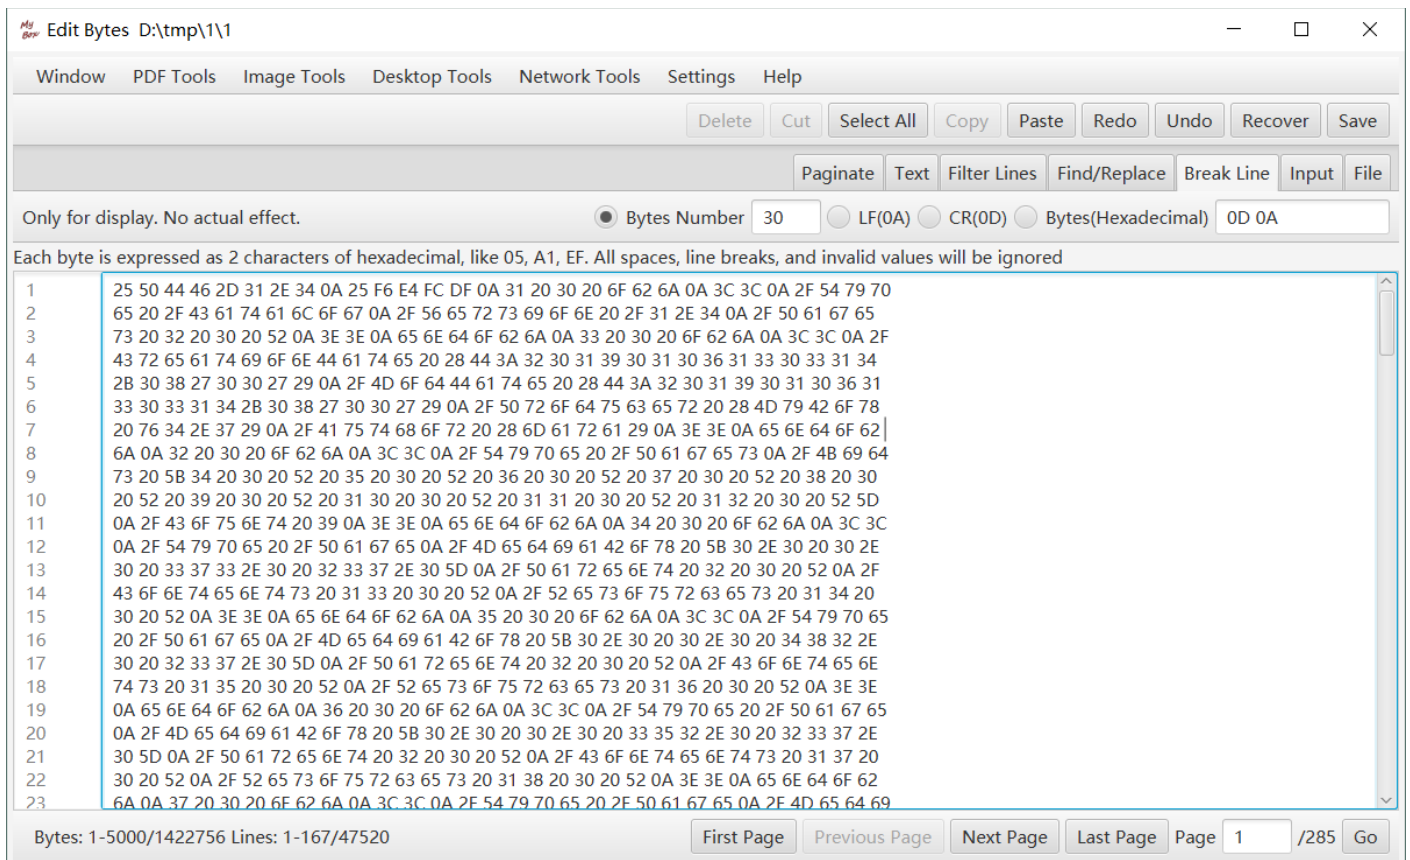 My Box Edit Bytes D:\tmp\1\1
Window PDF Tools Image Tools Desktop Tools Network Tools Settings Help
Delete Cut Select All Copy Paste Redo Undo Recover Save
Paginate Text Filter Lines Find/Replace Break Line Input File
Only for display. No actual effect. Bytes Number 30 LF(0A) CR(0D) Bytes(Hexadecimal) 0D 0A
Each byte is expressed as 2 characters of hexadecimal, like 05, A1, EF. All spaces, line breaks, and invalid values will be ignored
1 25 50 44 46 2D 31 2E 34 0A 25 F6 E4 FC DF 0A 31 20 30 20 6F 62 6A 0A 3C 3C 0A 2F 54 79 70
2 65 20 2F 43 61 74 61 6C 6F 67 0A 2F 56 65 72 73 69 6F 6E 20 2F 31 2E 34 0A 2F 50 61 67 65
3 73 20 32 20 30 20 52 0A 3E 3E 0A 65 6E 64 6F 62 6A 0A 33 20 30 20 6F 62 6A 0A 3C 3C 0A 2F
4 43 72 65 61 74 69 6F 6E 44 61 74 65 20 28 44 3A 32 30 31 39 30 31 30 36 31 33 30 33 31 34
5 2B 30 38 27 30 30 27 29 0A 2F 4D 6F 64 44 61 74 65 20 28 44 3A 32 30 31 39 30 31 30 36 31
6 33 30 33 31 34 2B 30 38 27 30 30 27 29 0A 2F 50 72 6F 64 75 63 65 72 20 28 4D 79 42 6F 78
7 20 76 34 2E 37 29 0A 2F 41 75 74 68 6F 72 20 28 6D 61 72 61 29 0A 3E 3E 0A 65 6E 64 6F 62
8 6A 0A 32 20 30 20 6F 62 6A 0A 3C 3C 0A 2F 54 79 70 65 20 2F 50 61 67 65 73 0A 2F 4B 69 64
9 73 20 5B 34 20 30 20 52 20 35 20 30 20 52 20 36 20 30 20 52 20 37 20 30 20 52 20 38 20 30
10 20 52 20 39 20 30 20 52 20 31 30 20 30 20 52 20 31 31 20 30 20 52 20 31 32 20 30 20 52 5D
11 0A 2F 43 6F 75 6E 74 20 39 0A 3E 3E 0A 65 6E 64 6F 62 6A 0A 34 20 30 20 6F 62 6A 0A 3C 3C
12 0A 2F 54 79 70 65 20 2F 50 61 67 65 0A 2F 4D 65 64 69 61 42 6F 78 20 5B 30 2E 30 20 30 2E
13 30 20 33 37 33 2E 30 20 32 33 37 2E 30 5D 0A 2F 50 61 72 65 6E 74 20 32 20 30 20 52 0A 2F
14 43 6F 6E 74 65 6E 74 73 20 31 33 20 30 20 52 0A 2F 52 65 73 6F 75 72 63 65 73 20 31 34 20
15 30 20 52 0A 3E 3E 0A 65 6E 64 6F 62 6A 0A 35 20 30 20 6F 62 6A 0A 3C 3C 0A 2F 54 79 70 65
16 20 2F 50 61 67 65 0A 2F 4D 65 64 69 61 42 6F 78 20 5B 30 2E 30 20 30 2E 30 20 34 38 32 2E
17 30 20 32 33 37 2E 30 5D 0A 2F 50 61 72 65 6E 74 20 32 20 30 20 52 0A 2F 43 6F 6E 74 65 6E
18 74 73 20 31 35 20 30 20 52 0A 2F 52 65 73 6F 75 72 63 65 73 20 31 36 20 30 20 52 0A 3E 3E
19 0A 65 6E 64 6F 62 6A 0A 36 20 30 20 6F 62 6A 0A 3C 3C 0A 2F 54 79 70 65 20 2F 50 61 67 65
20 0A 2F 4D 65 64 69 61 42 6F 78 20 5B 30 2E 30 20 30 2E 30 20 33 35 32 2E 30 20 32 33 37 2E
21 30 5D 0A 2F 50 61 72 65 6E 74 20 32 20 30 20 52 0A 2F 43 6F 6E 74 65 6E 74 73 20 31 37 20
22 30 20 52 0A 2F 52 65 73 6F 75 72 63 65 73 20 31 38 20 30 20 52 0A 3E 3E 0A 65 6E 64 6F 62
23 6A 0A 37 20 30 20 6F 62 6A 0A 3C 3C 0A 2F 54 79 70 65 20 2F 50 61 67 65 0A 2F 4D 65 64 69
Bytes: 1-5000/1422756 Lines: 1-167/47520 First Page Previous Page Next Page Last Page Page 1 /285 Go